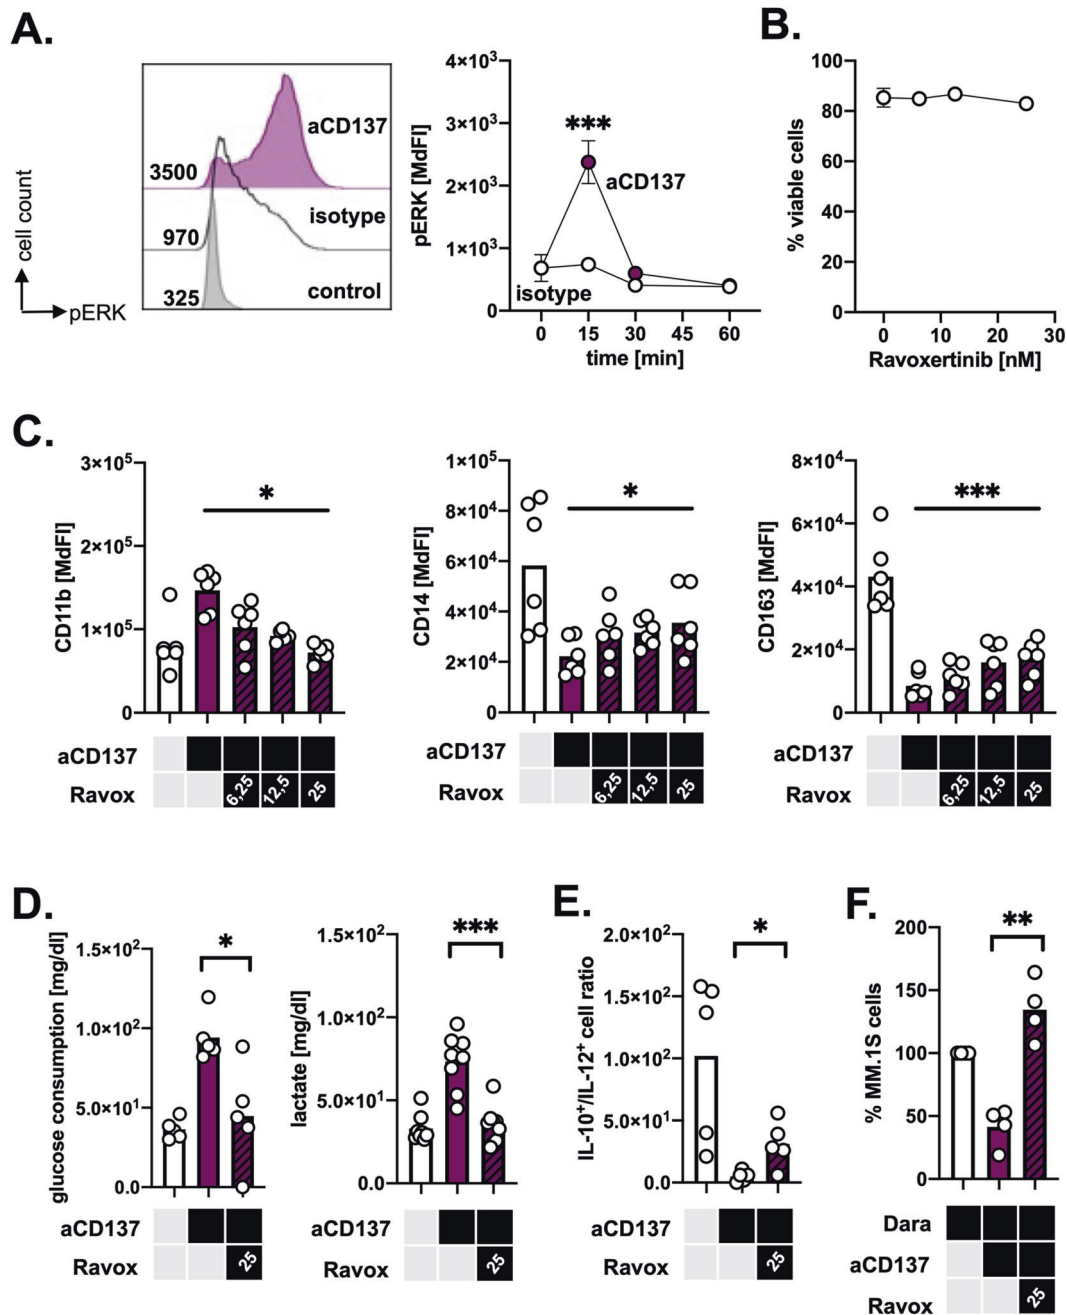 A.
cell count
pERK
aCD137
3500
isotype
970
control
325
pERK [MdFI]
4×10³
3×10³
2×10³
1×10³
0
***
aCD137
isotype
0 15 30 45 60
time [min]
B.
% viable cells
100
80
60
40
20
0
0 10 20 30
Ravoxertinib [nM]
C.
CD11b [MdFI]
3×10⁵
2×10⁵
1×10⁵
0
*
aCD137
Ravox 6,25 12,5 25
CD14 [MdFI]
1×10⁵
8×10⁴
6×10⁴
4×10⁴
2×10⁴
0
*
6,25 12,5 25
CD163 [MdFI]
8×10⁴
6×10⁴
4×10⁴
2×10⁴
0
***
6,25 12,5 25
D.
glucose consumption [mg/dl]
1.5×10²
1.0×10²
5.0×10¹
0.0
*
aCD137
Ravox 25
lactate [mg/dl]
1.5×10²
1.0×10²
5.0×10¹
0.0
***
25
E.
IL-10⁺/IL-12⁺ cell ratio
2.0×10²
1.5×10²
1.0×10²
5.0×10¹
0.0
*
aCD137
Ravox 25
F.
% MM.1S cells
200
150
100
50
0
**
Dara
aCD137
Ravox 25